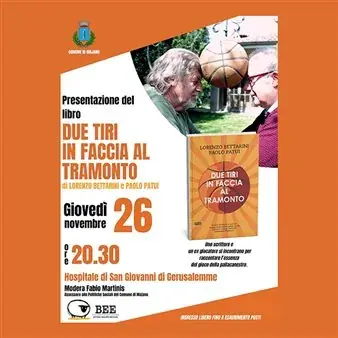 COMUNE DI MAJANO
Presentazione del
libro
DUE TIRI
IN FACCIA AL
TRAMONTO
di LORENZO BETTARINI e PAOLO PATUI
Giovedì
novembre 26
ore 20.30
Hospitale di San Giovanni di Gerusalemme
Modera Fabio Martinis
Assessore alle Politiche Sociali del Comune di Majano
BEE
LORENZO BETTARINI
PAOLO PATUI
DUE TIRI
IN FACCIA
AL
TRAMONTO
Uno scrittore e
un ex giocatore si incontrano per
raccontare l'essenza
del gioco della pallacanestro.
INGRESSO LIBERO FINO A ESAURIMENTO POSTI